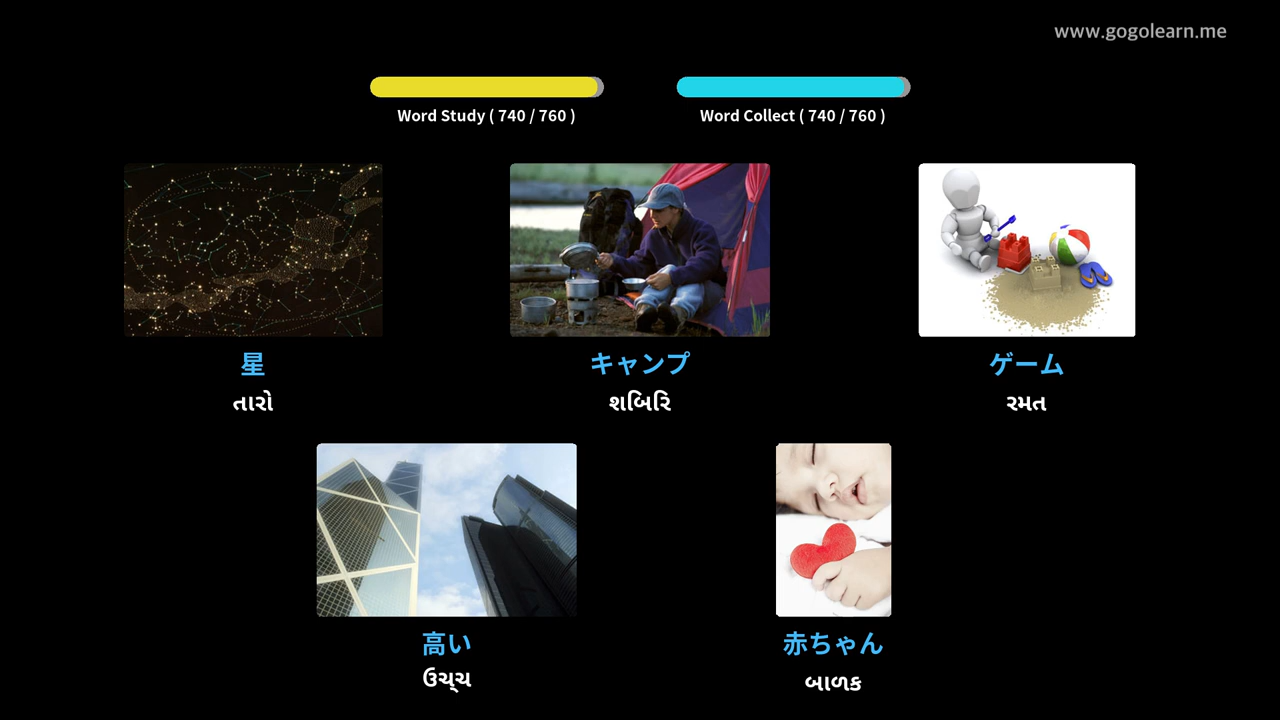 www.gogolearn.me
Word Study ( 740 / 760 )
Word Collect ( 740 / 760 )
星
તારો
キャンプ
શિબિર
ゲーム
રમત
高い
ઉચ્ચ
赤ちゃん
બાળક